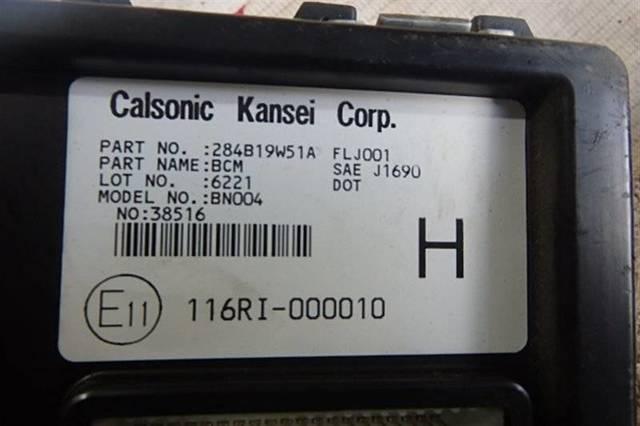 Calsonic Kansei Corp.
PART NO. :284B19W51A FLJ001
PART NAME:BCM SAE J1690
LOT NO. :6221 DOT
MODEL NO.:BN004
NO:38516
H
E11 116RI-000010